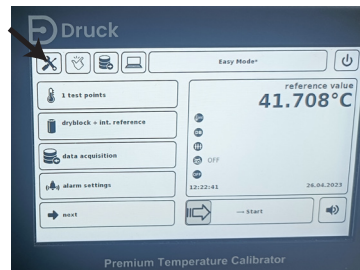 Druck
Easy Mode*
1 test points
dryblock + int. reference
data acquisition
alarm settings
next
reference value
41.708°C
OFF
12:22:41
26.04.2023
Start
Premium Temperature Calibrator